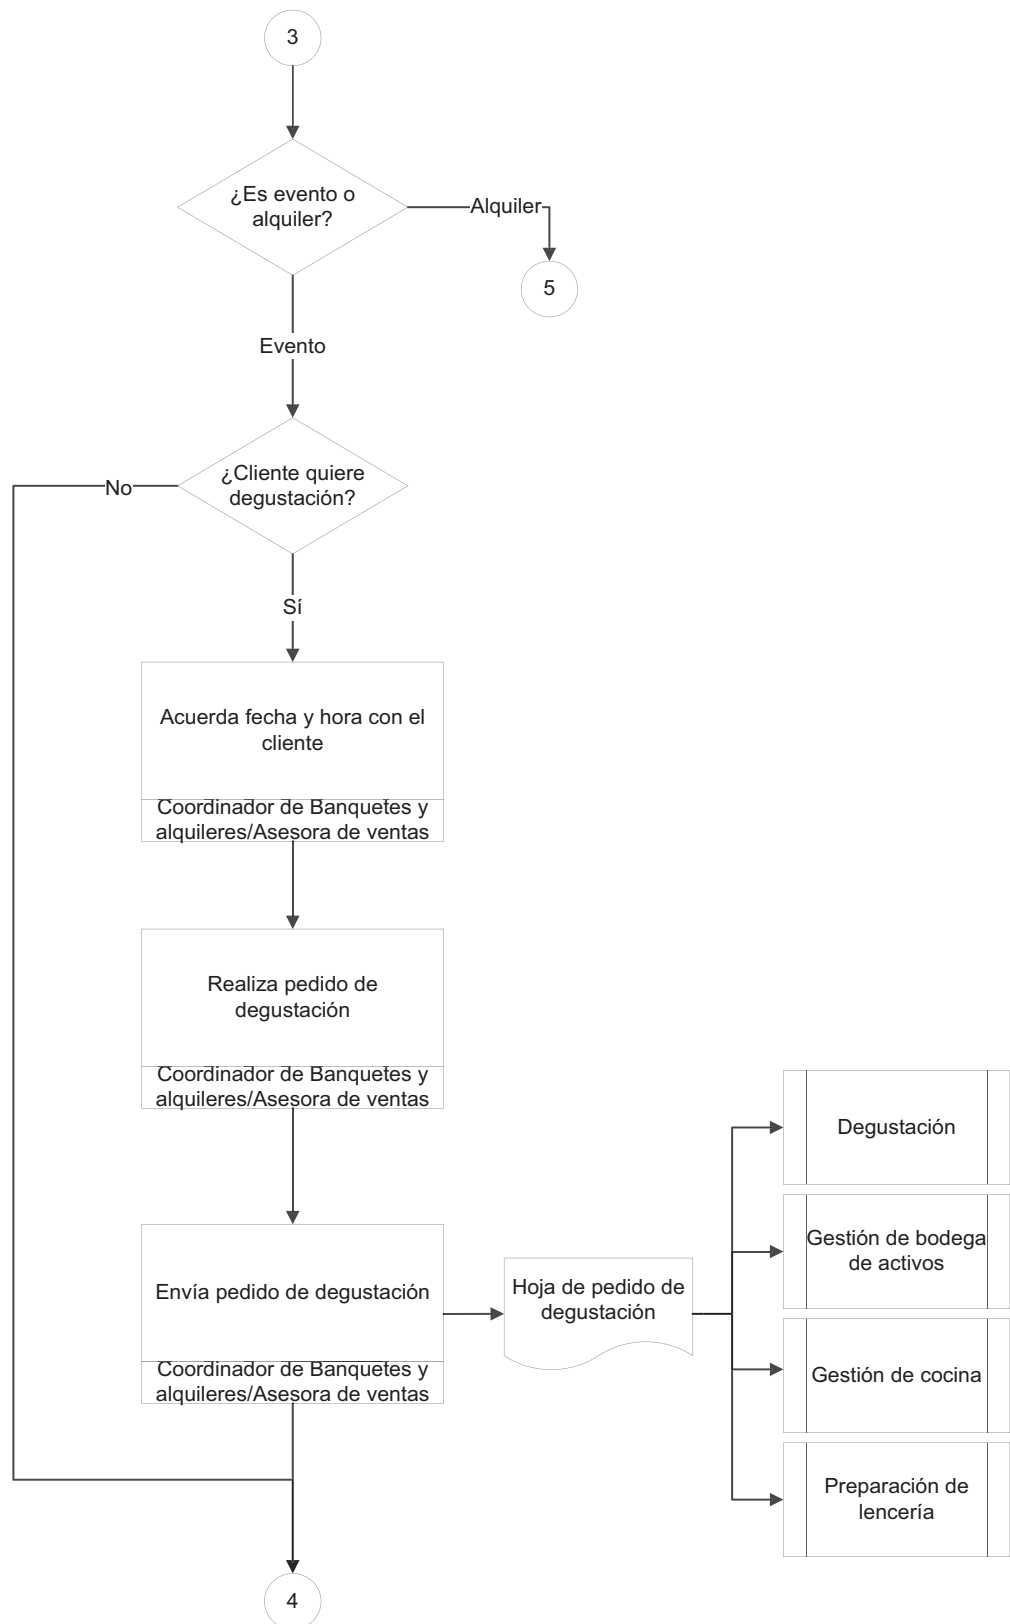 3
¿Es evento o
alquiler?
Alquiler
5
Evento
¿Cliente quiere
degustación?
No
Sí
Acuerda fecha y hora con el
cliente
Coordinador de Banquetes y
alquileres/Asesora de ventas
Realiza pedido de
degustación
Coordinador de Banquetes y
alquileres/Asesora de ventas
Degustación
Gestión de bodega
de activos
Envía pedido de degustación
Hoja de pedido de
degustación
Coordinador de Banquetes y
alquileres/Asesora de ventas
Gestión de cocina
Preparación de
lencería
4